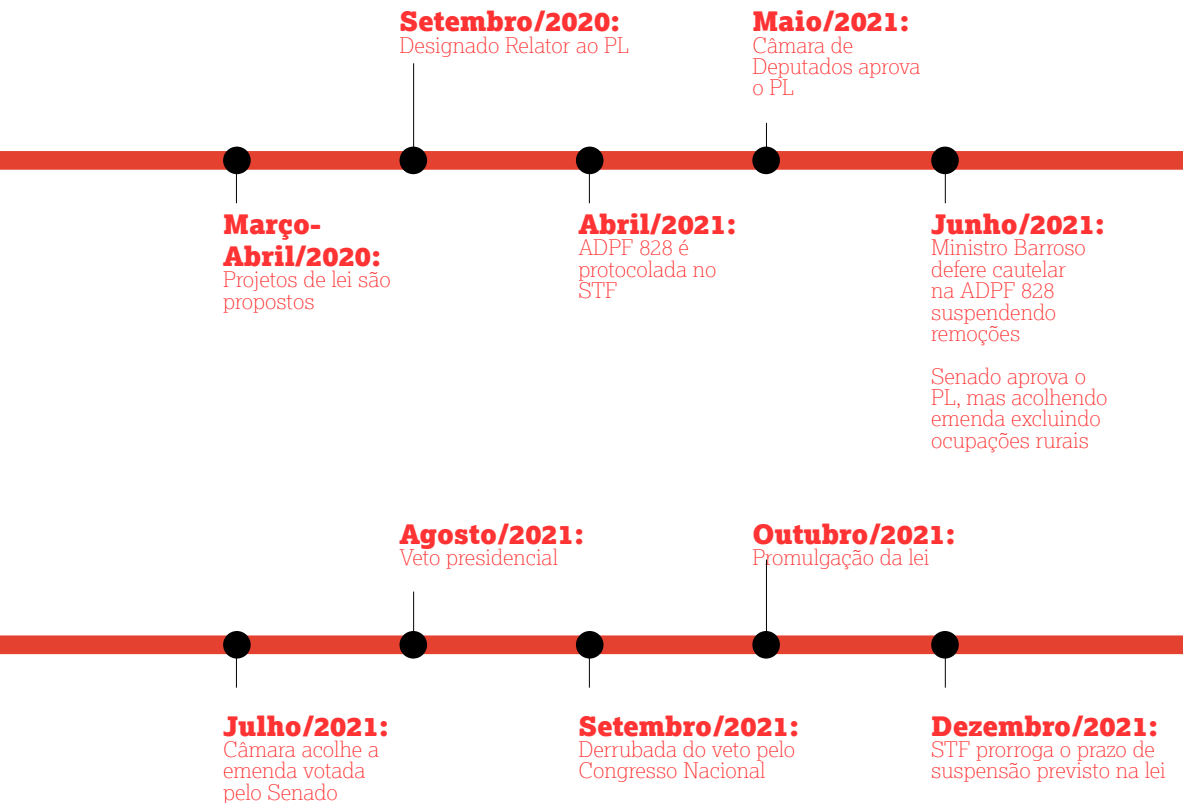 Março-
Abril/2020:
Projetos de lei são
propostos
Setembro/2020:
Designado Relator ao PL
Abril/2021:
ADPF 828 é
protocolada no
STF
Maio/2021:
Câmara de
Deputados aprova
o PL
Junho/2021:
Ministro Barroso
defere cautelar
na ADPF 828
suspendendo
remoções
Senado aprova o
PL, mas acolhendo
emenda excluindo
ocupações rurais
Julho/2021:
Câmara acolhe a
emenda votada
pelo Senado
Agosto/2021:
Veto presidencial
Setembro/2021:
Derrubada do veto pelo
Congresso Nacional
Outubro/2021:
Promulgação da lei
Dezembro/2021:
STF prorroga o prazo de
suspensão previsto na lei